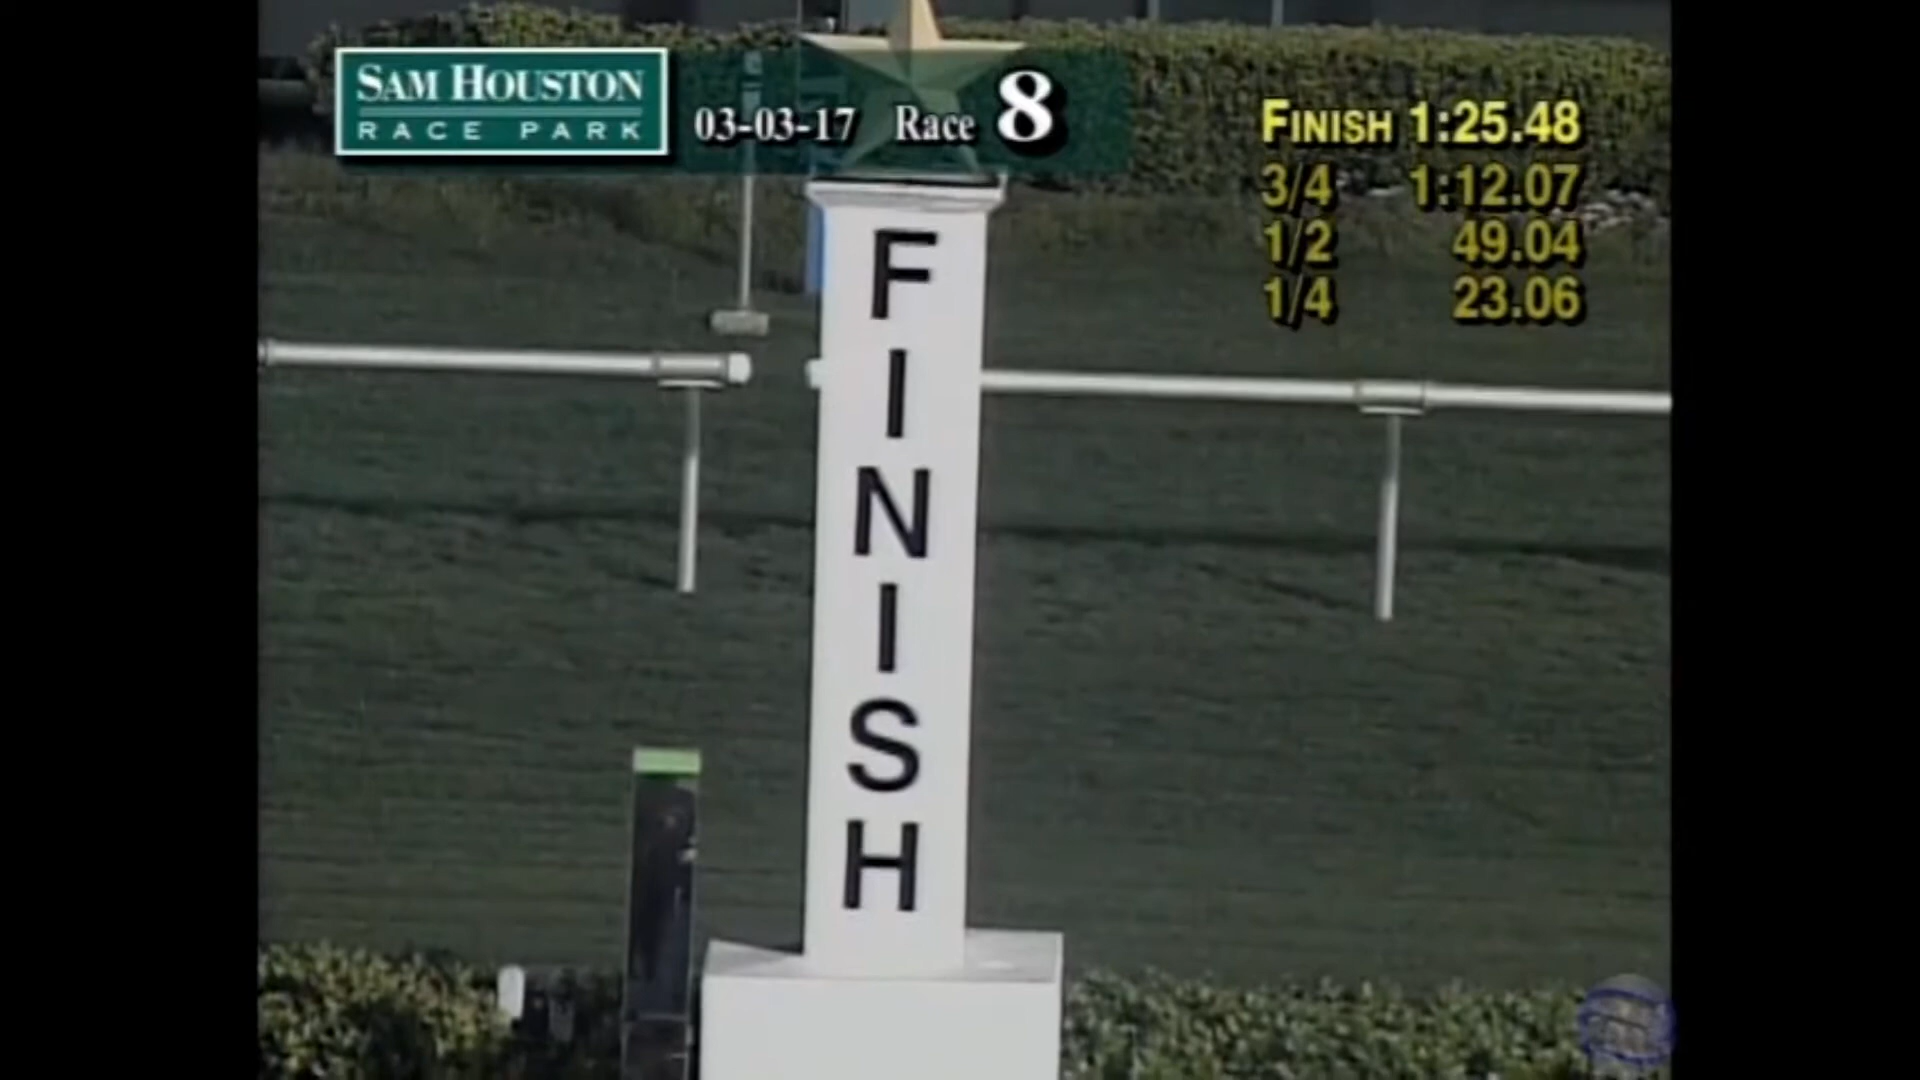 SAM HOUSTON
RACE PARK
03-03-17 Race 8
FINISH 1:25.48
3/4 1:12.07
1/2 49.04
1/4 23.06
FINISH